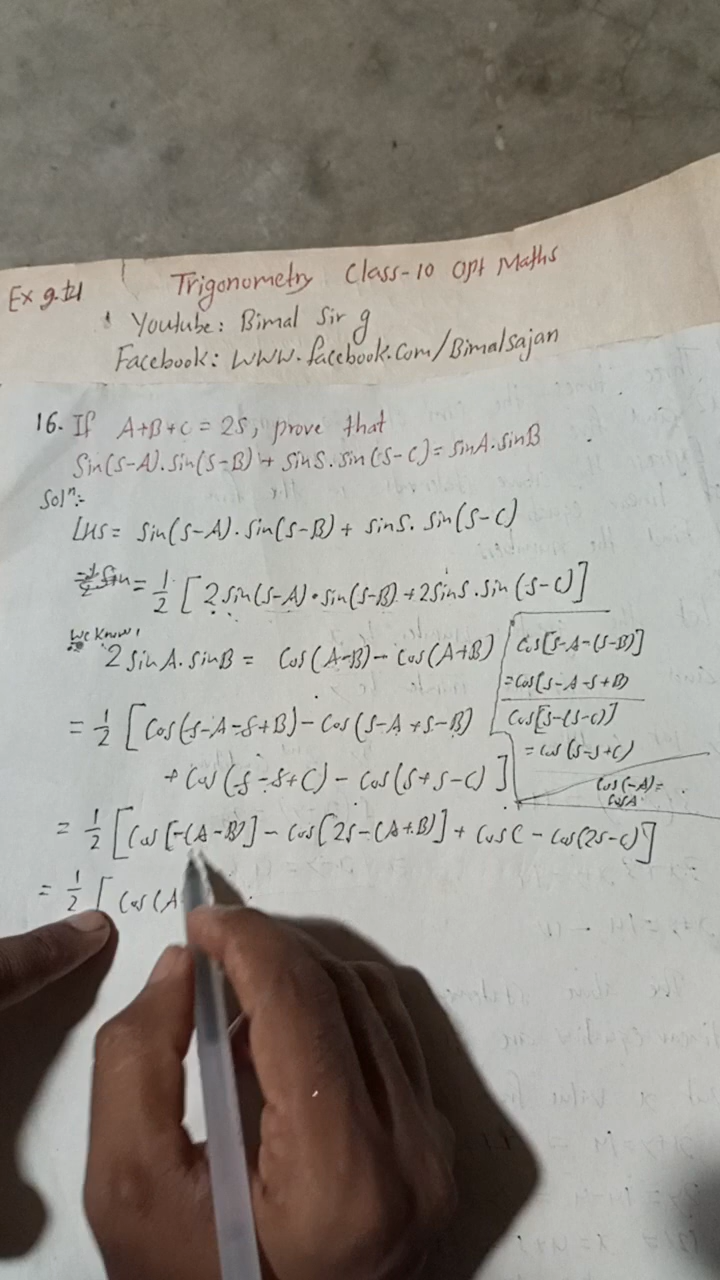 Ex 9.
Trigonometry Class-10 Opt Maths
Youtube: Bimal Sir g
Facebook: WWW.facebook.Com/Bimalsajan
16. If A+B+C = 2S, prove that
Sin(S-A).Sin(S-B) + SinS.Sin(S-C) = SinA.SinB
Solⁿ:-
LHS = Sin(S-A).Sin(S-B) + SinS. Sin(S-C)
= 1/2 [2Sin(S-A).Sin(S-B) + 2SinS.Sin(S-C)]
We know,
2SinA.SinB = Cos(A-B) - Cos(A+B)
Cos[S-A-(S-B)]
= Cos(S-A-S+B)
= 1/2 [Cos(S-A-S+B) - Cos(S-A+S-B)
Cos[S-(S-C)]
= Cos(S-S+C)
+ Cos(S-S+C) - Cos(S+S-C)]
Cos(-A)=
CosA
= 1/2 [Cos[-(A-B)] - Cos[2S-(A+B)] + CosC - Cos(2S-C)]
= 1/2 [Cos(A